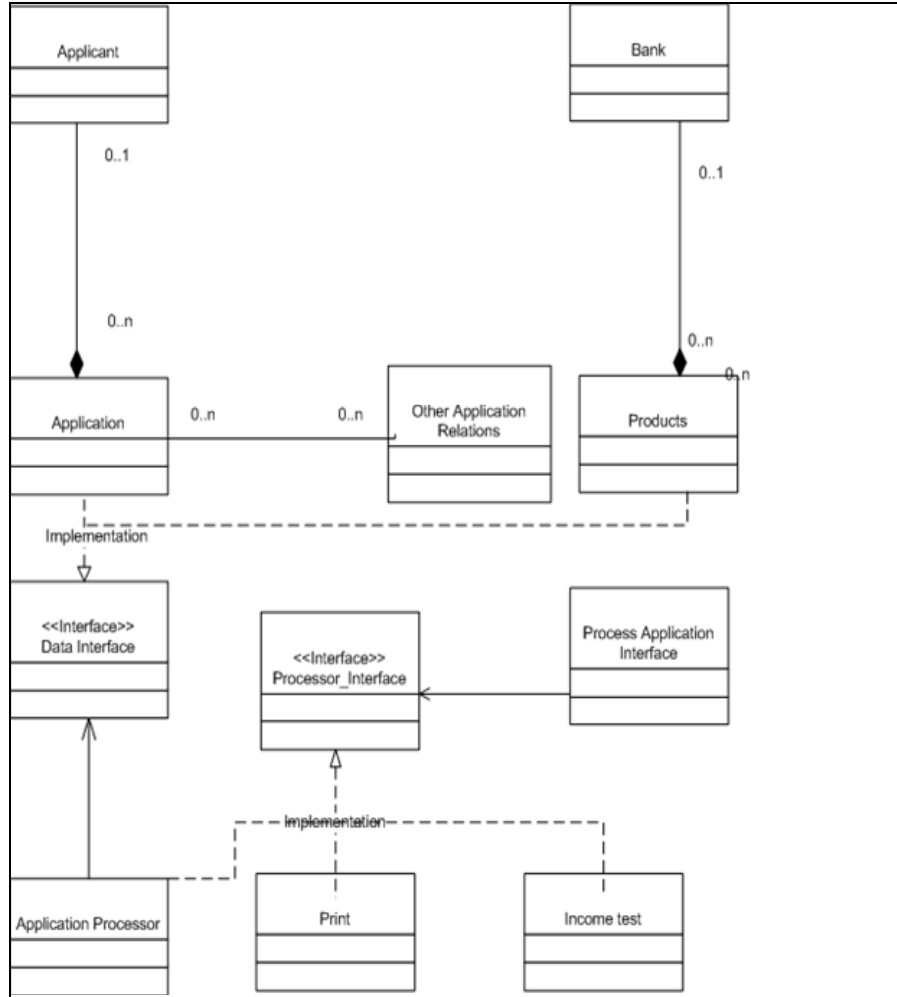 Applicant
Bank
0..1
0..1
0..n
0..n
0..n
Application
0..n
0..n
Other Application
Relations
Products
Implementation
<<Interface>>
Data Interface
<<Interface>>
Processor_Interface
Process Application
Interface
Implementation
Application Processor
Print
Income test